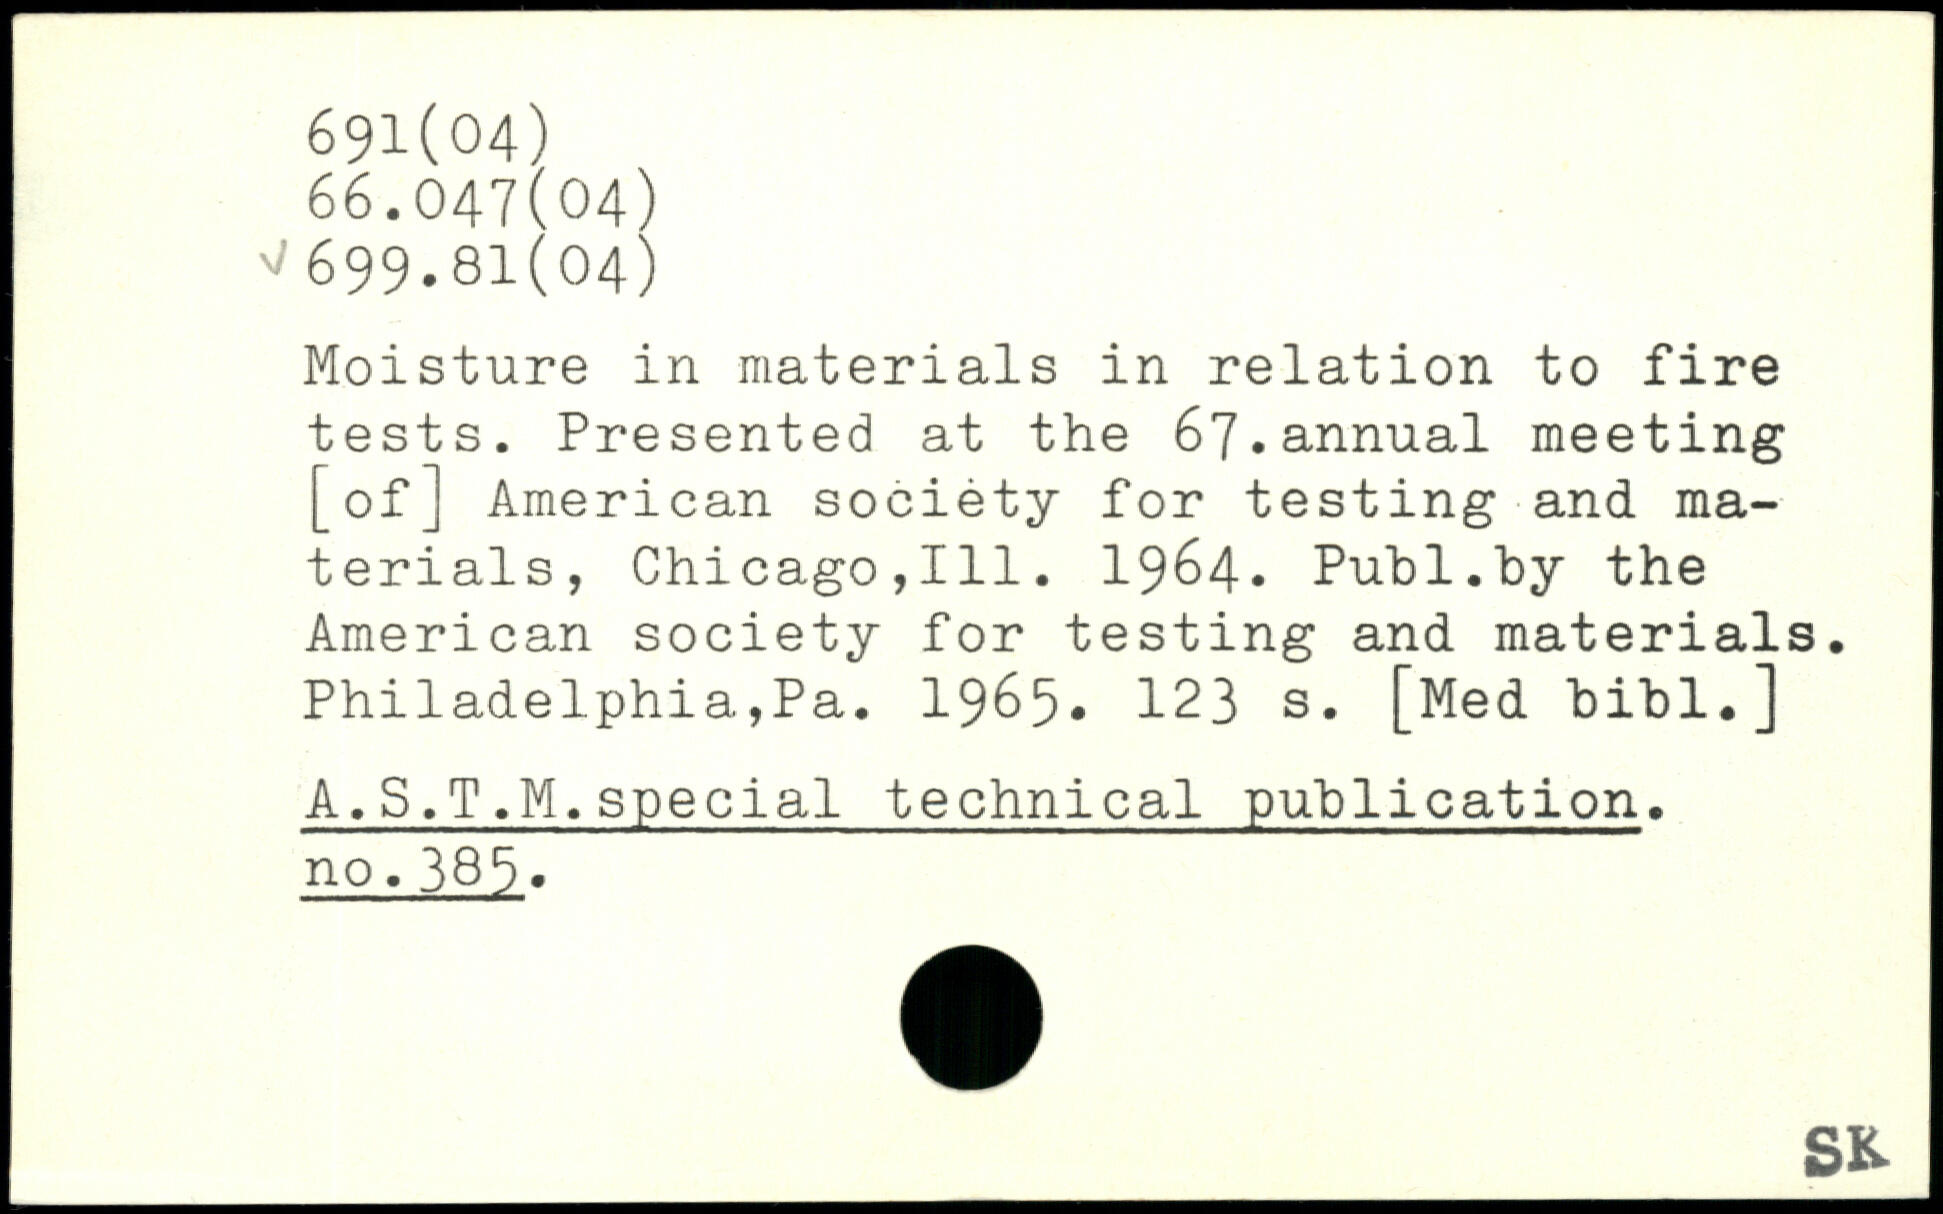 691(04)
66.047(04)
✓ 699.81(04)
Moisture in materials in relation to fire
tests. Presented at the 67.annual meeting
[of] American society for testing and ma-
terials, Chicago,Ill. 1964. Publ.by the
American society for testing and materials.
Philadelphia,Pa. 1965. 123 s. [Med bibl.]
A.S.T.M.special technical publication.
no.385.
SK